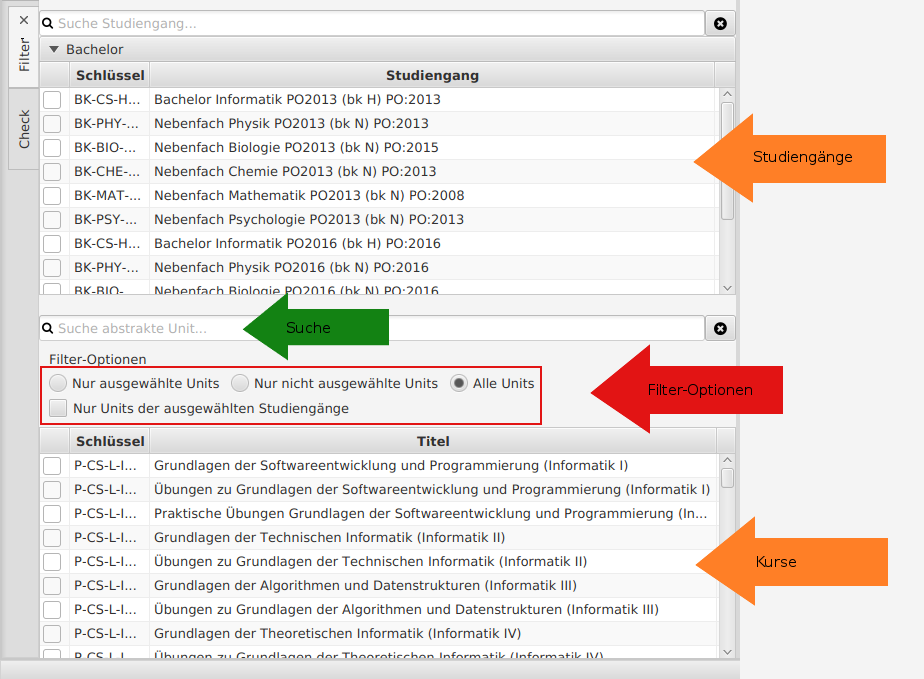 Suche Studiengang...
Filter
Check
Bachelor
Schlüssel Studiengang
BK-CS-H... Bachelor Informatik PO2013 (bk H) PO:2013
BK-PHY-... Nebenfach Physik PO2013 (bk N) PO:2013
BK-BIO-... Nebenfach Biologie PO2013 (bk N) PO:2015
BK-CHE-... Nebenfach Chemie PO2013 (bk N) PO:2013
BK-MAT-... Nebenfach Mathematik PO2013 (bk N) PO:2008
BK-PSY-... Nebenfach Psychologie PO2013 (bk N) PO:2013
BK-CS-H... Bachelor Informatik PO2016 (bk H) PO:2016
BK-PHY-... Nebenfach Physik PO2016 (bk N) PO:2016
BK-BIO- Nebenfach Biologie PO2016 (bk N) PO:2016
Studiengänge
Suche abstrakte Unit...
Suche
Filter-Optionen
Nur ausgewählte Units Nur nicht ausgewählte Units Alle Units
Nur Units der ausgewählten Studiengänge
Filter-Optionen
Schlüssel Titel
P-CS-L-I... Grundlagen der Softwareentwicklung und Programmierung (Informatik I)
P-CS-L-I... Übungen zu Grundlagen der Softwareentwicklung und Programmierung (Informatik I)
P-CS-L-I... Praktische Übungen Grundlagen der Softwareentwicklung und Programmierung (In...
P-CS-L-I... Grundlagen der Technischen Informatik (Informatik II)
P-CS-L-I... Übungen zu Grundlagen der Technischen Informatik (Informatik II)
P-CS-L-I... Grundlagen der Algorithmen und Datenstrukturen (Informatik III)
P-CS-L-I... Übungen zu Grundlagen der Algorithmen und Datenstrukturen (Informatik III)
P-CS-L-I... Grundlagen der Theoretischen Informatik (Informatik IV)
P-CS-L-I... Übungen zu Grundlagen der Theoretischen Informatik (Informatik IV)
Kurse